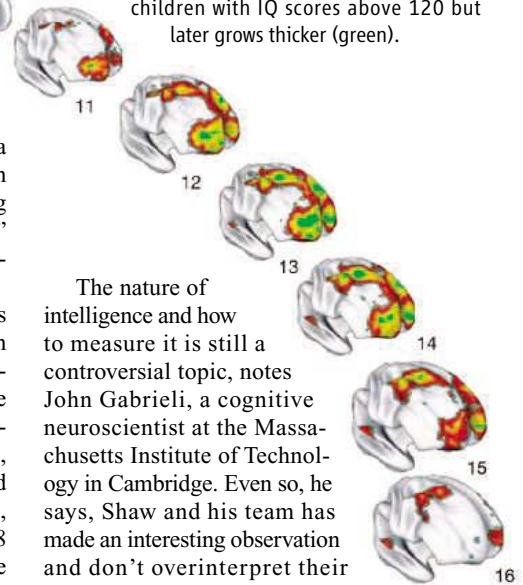 children with IQ scores above 120 but
later grows thicker (green).
11
12
13
14
15
16
The nature of
intelligence and how
to measure it is still a
controversial topic, notes
John Gabrieli, a cognitive
neuroscientist at the Massa-
chusetts Institute of Technol-
ogy in Cambridge. Even so, he
says, Shaw and his team has
made an interesting observation
and don’t overinterpret their